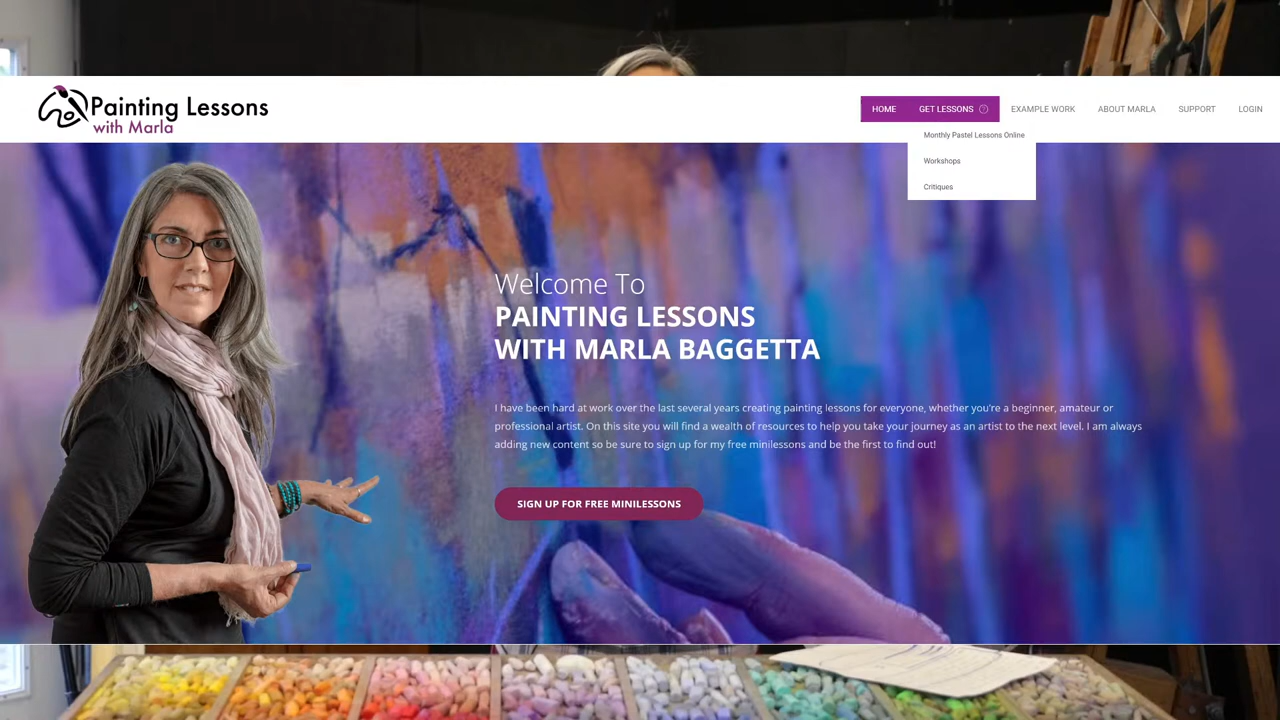 Painting Lessons
with Marla
HOME GET LESSONS EXAMPLE WORK ABOUT MARLA SUPPORT LOGIN
Monthly Pastel Lessons Online
Workshops
Critiques
Welcome To
PAINTING LESSONS
WITH MARLA BAGGETTA
I have been hard at work over the last several years creating painting lessons for everyone, whether you're a beginner, amateur or
professional artist. On this site you will find a wealth of resources to help you take your journey as an artist to the next level. I am always
adding new content so be sure to sign up for my free minilessons and be the first to find out!
SIGN UP FOR FREE MINILESSONS